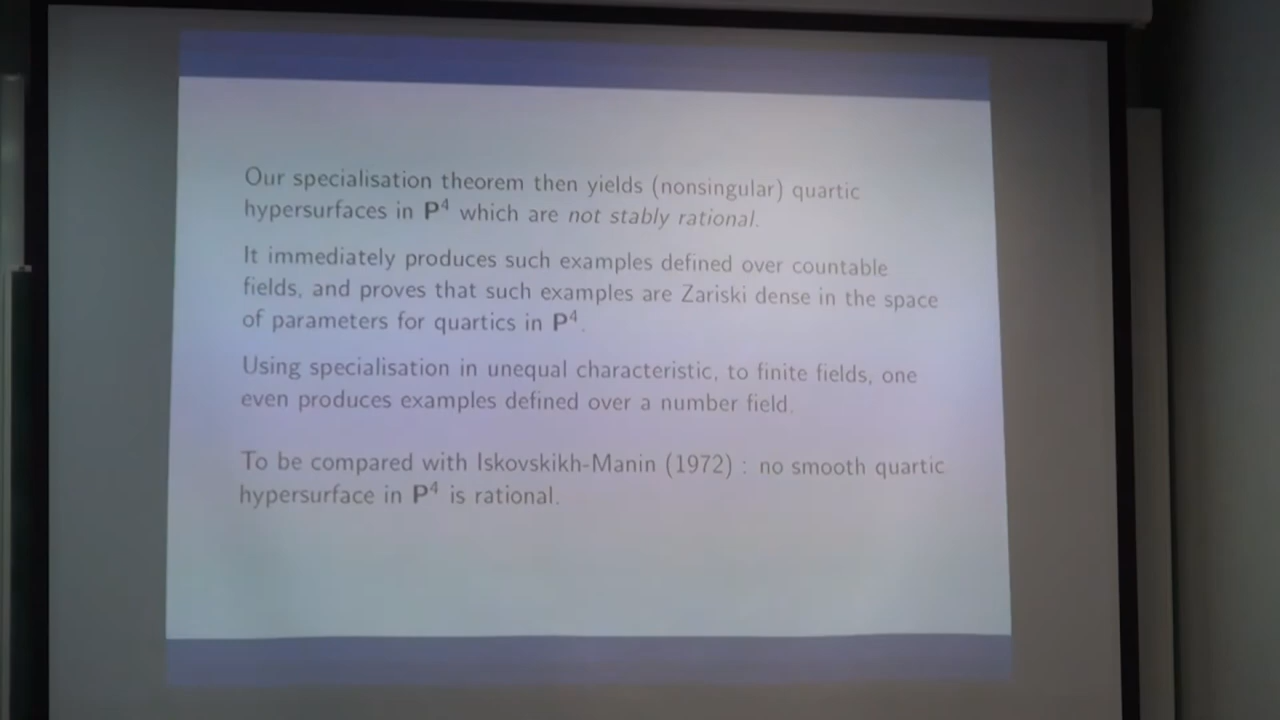 Our specialisation theorem then yields (nonsingular) quartic
hypersurfaces in P⁴ which are not stably rational.
It immediately produces such examples defined over countable
fields, and proves that such examples are Zariski dense in the space
of parameters for quartics in P⁴.
Using specialisation in unequal characteristic, to finite fields, one
even produces examples defined over a number field.
To be compared with Iskovskikh-Manin (1972) : no smooth quartic
hypersurface in P⁴ is rational.